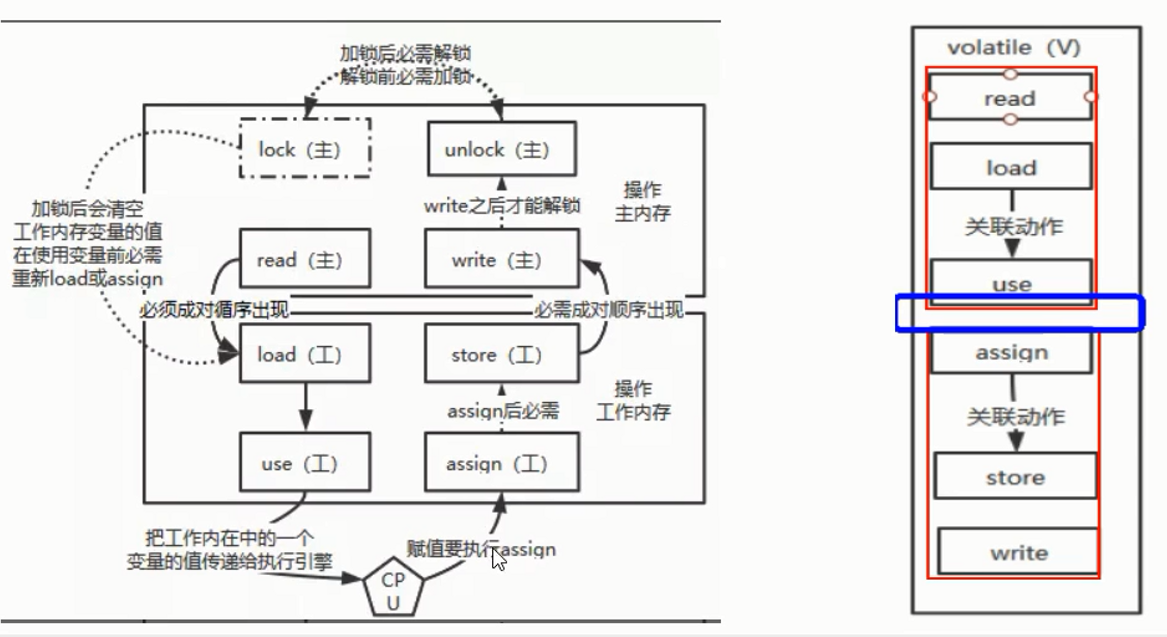 加锁后必需解锁
解锁前必需加锁
lock（主）
unlock（主）
操作
主内存
write之后才能解锁
加锁后会清空
工作内存变量的值
在使用变量前必需
重新load或assign
read（主）
write（主）
必须成对循序出现
必需成对顺序出现
load（工）
store（工）
操作
工作内存
assign后必需
use（工）
assign（工）
把工作内在中的一个
变量的值传递给执行引擎
赋值要执行assign
CP
U
volatile（V）
read
load
关联动作
use
assign
关联动作
store
write